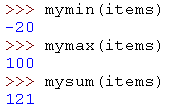 >>> mymin(items)
-20
>>> mymax(items)
100
>>> mysum(items)
121